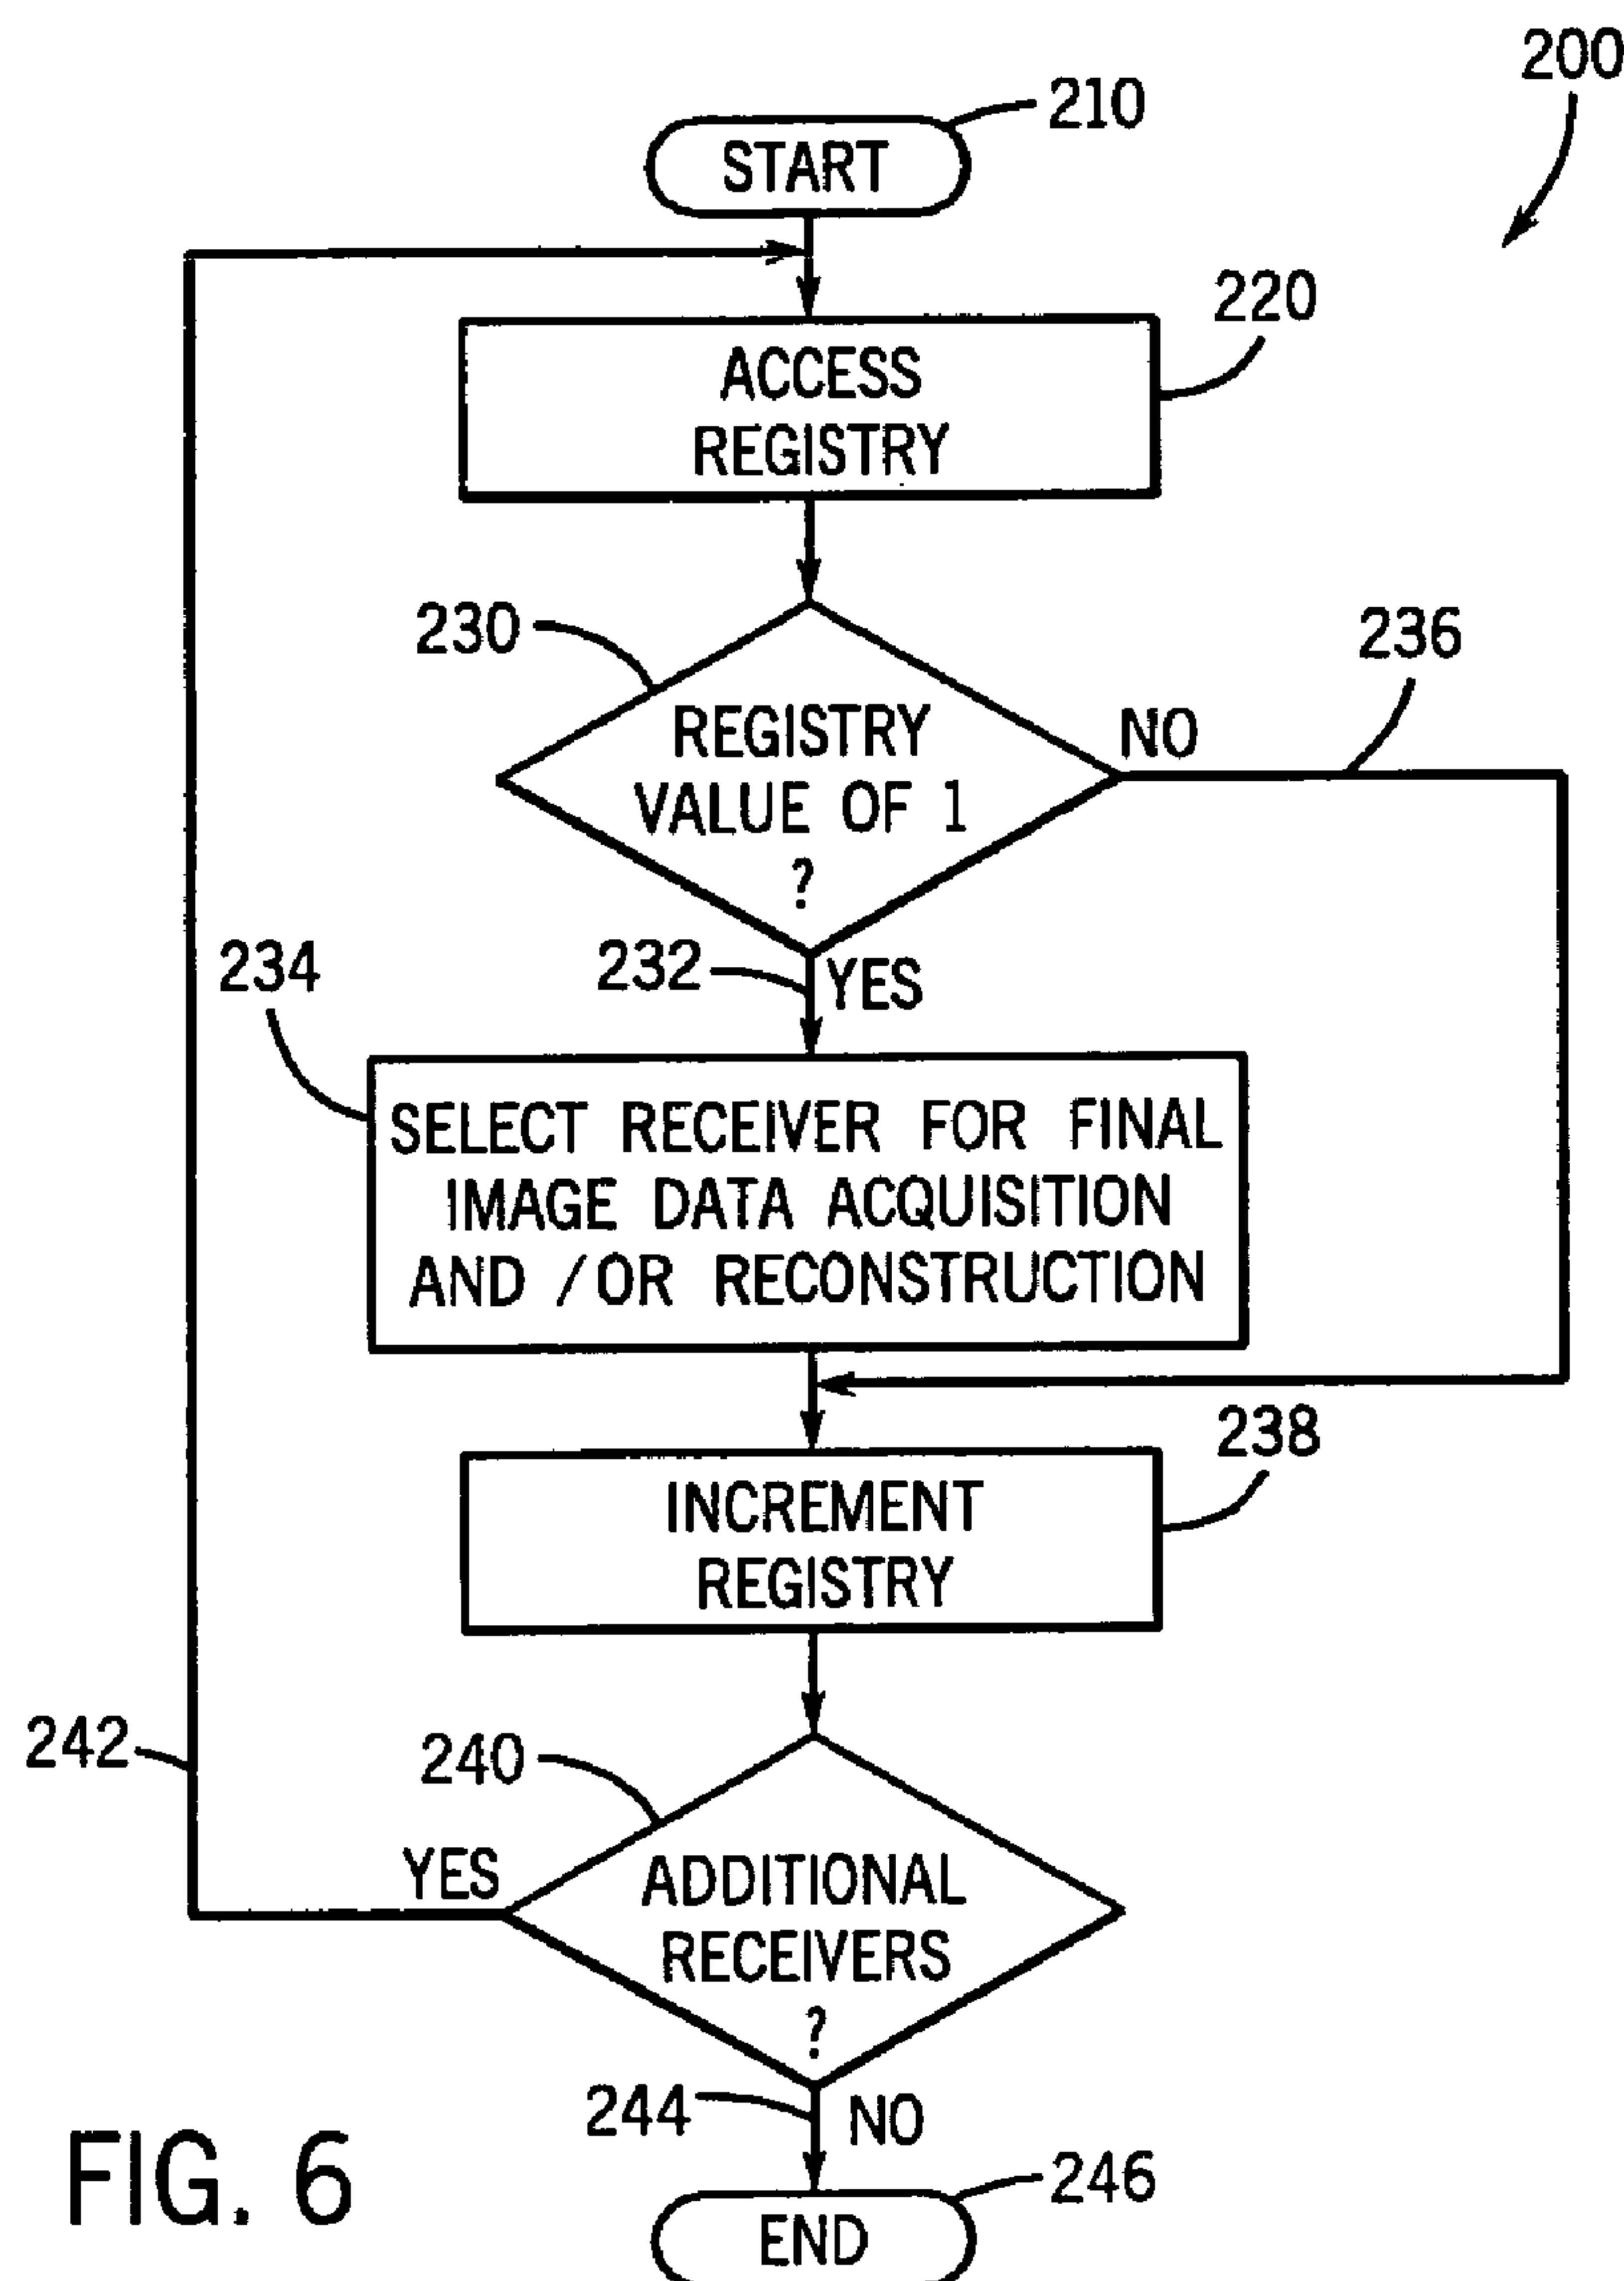 200
210
START
220
ACCESS
REGISTRY
230
236
REGISTRY
VALUE OF 1
?
NO
234
232
YES
SELECT RECEIVER FOR FINAL
IMAGE DATA ACQUISITION
AND /OR RECONSTRUCTION
238
INCREMENT
REGISTRY
242
240
YES
ADDITIONAL
RECEIVERS
?
244
NO
246
END
FIG. 6